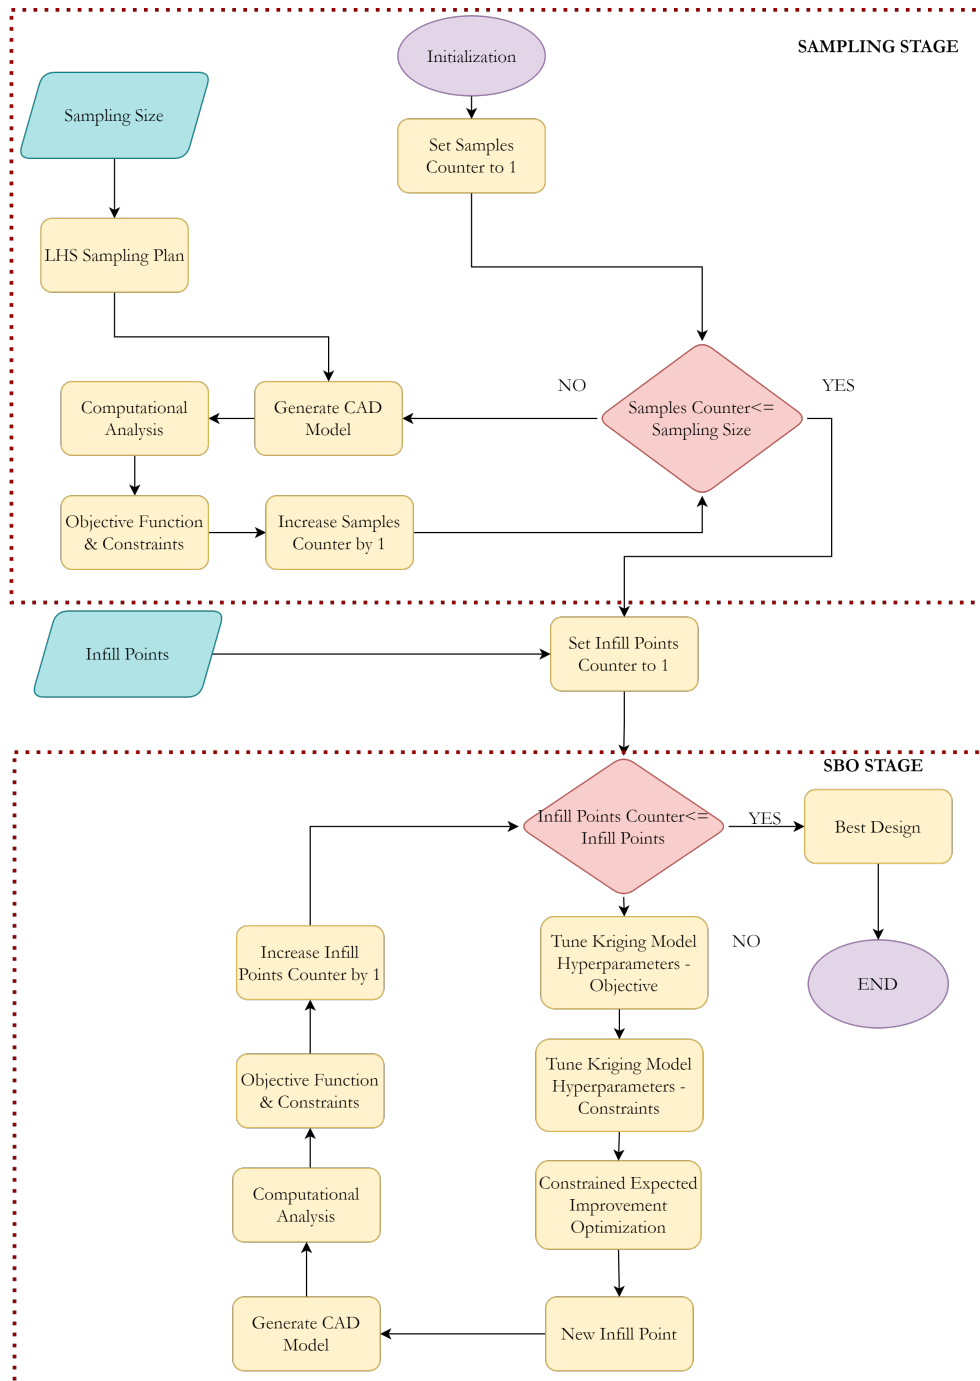 SAMPLING STAGE
Initialization
Sampling Size
Set Samples
Counter to 1
LHS Sampling Plan
NO
YES
Computational
Analysis
Generate CAD
Model
Samples Counter<=
Sampling Size
Objective Function
& Constraints
Increase Samples
Counter by 1
Infill Points
Set Infill Points
Counter to 1
SBO STAGE
Infill Points Counter<=
Infill Points
YES
Best Design
Increase Infill
Points Counter by 1
Tune Kriging Model
Hyperparameters -
Objective
NO
END
Objective Function
& Constraints
Tune Kriging Model
Hyperparameters -
Constraints
Computational
Analysis
Constrained Expected
Improvement
Optimization
Generate CAD
Model
New Infill Point